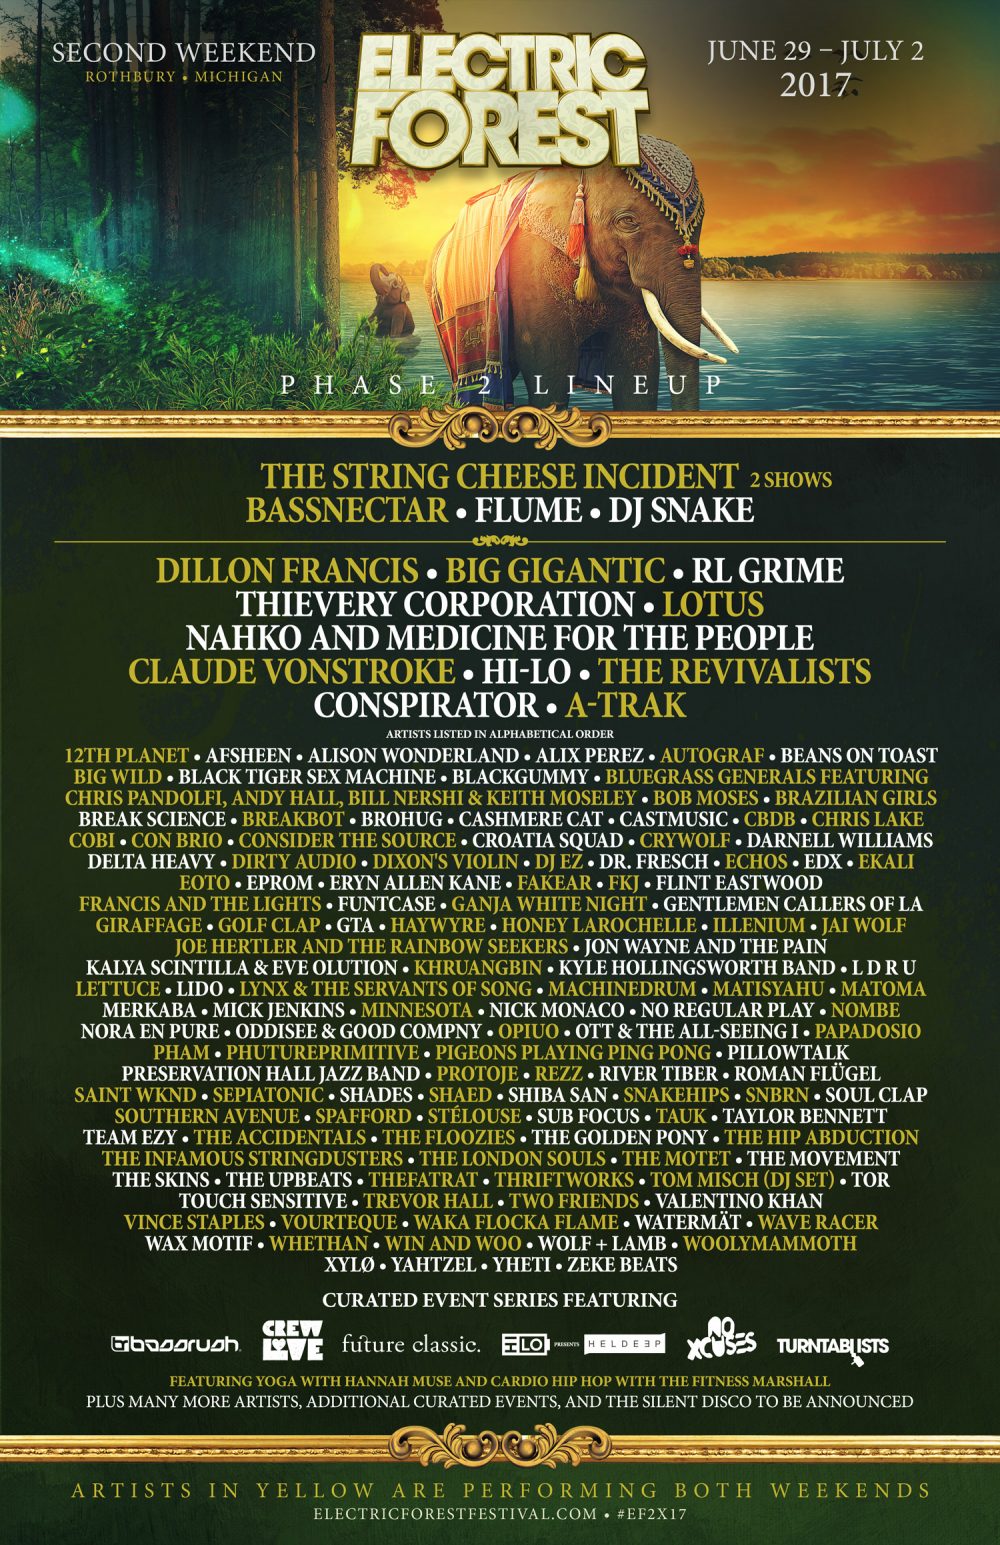 SECOND WEEKEND
ROTHBURY • MICHIGAN
ELECTRIC
FOREST
JUNE 29 – JULY 2
2017
PHASE 2 LINEUP
THE STRING CHEESE INCIDENT 2 SHOWS
BASSNECTAR • FLUME • DJ SNAKE
DILLON FRANCIS • BIG GIGANTIC • RL GRIME
THIEVERY CORPORATION • LOTUS
NAHKO AND MEDICINE FOR THE PEOPLE
CLAUDE VONSTROKE • HI-LO • THE REVIVALISTS
CONSPIRATOR • A-TRAK
ARTISTS LISTED IN ALPHABETICAL ORDER
12TH PLANET • AFSHEEN • ALISON WONDERLAND • ALIX PEREZ • AUTOGRAF • BEANS ON TOAST
BIG WILD • BLACK TIGER SEX MACHINE • BLACKGUMMY • BLUEGRASS GENERALS FEATURING
CHRIS PANDOLFI, ANDY HALL, BILL NERSHI & KEITH MOSELEY • BOB MOSES • BRAZILIAN GIRLS
BREAK SCIENCE • BREAKBOT • BROHUG • CASHMERE CAT • CASTMUSIC • CBDB • CHRIS LAKE
COBI • CON BRIO • CONSIDER THE SOURCE • CROATIA SQUAD • CRYWOLF • DARNELL WILLIAMS
DELTA HEAVY • DIRTY AUDIO • DIXON'S VIOLIN • DJ EZ • DR. FRESCH • ECHOS • EDX • EKALI
EOTO • EPROM • ERYN ALLEN KANE • FAKEAR • FKJ • FLINT EASTWOOD
FRANCIS AND THE LIGHTS • FUNTCASE • GANJA WHITE NIGHT • GENTLEMEN CALLERS OF LA
GIRAFFAGE • GOLF CLAP • GTA • HAYWYRE • HONEY LAROCHELLE • ILLENIUM • JAI WOLF
JOE HERTLER AND THE RAINBOW SEEKERS • JON WAYNE AND THE PAIN
KALYA SCINTILLA & EVE OLUTION • KHRUANGBIN • KYLE HOLLINGSWORTH BAND • L D R U
LETTUCE • LIDO • LYNX & THE SERVANTS OF SONG • MACHINEDRUM • MATISYAHU • MATOMA
MERKABA • MICK JENKINS • MINNESOTA • NICK MONACO • NO REGULAR PLAY • NOMBE
NORA EN PURE • ODDISEE & GOOD COMPNY • OPIUO • OTT & THE ALL-SEEING I • PAPADOSIO
PHAM • PHUTUREPRIMITIVE • PIGEONS PLAYING PING PONG • PILLOWTALK
PRESERVATION HALL JAZZ BAND • PROTOJE • REZZ • RIVER TIBER • ROMAN FLÜGEL
SAINT WKND • SEPIATONIC • SHADES • SHAED • SHIBA SAN • SNAKEHIPS • SNBRN • SOUL CLAP
SOUTHERN AVENUE • SPAFFORD • STÉLOUSE • SUB FOCUS • TAUK • TAYLOR BENNETT
TEAM EZY • THE ACCIDENTALS • THE FLOOZIES • THE GOLDEN PONY • THE HIP ABDUCTION
THE INFAMOUS STRINGDUSTERS • THE LONDON SOULS • THE MOTET • THE MOVEMENT
THE SKINS • THE UPBEATS • THEFATRAT • THRIFTWORKS • TOM MISCH (DJ SET) • TOR
TOUCH SENSITIVE • TREVOR HALL • TWO FRIENDS • VALENTINO KHAN
VINCE STAPLES • VOURTEQUE • WAKA FLOCKA FLAME • WATERMÄT • WAVE RACER
WAX MOTIF • WHETHAN • WIN AND WOO • WOLF + LAMB • WOOLYMAMMOTH
XYLØ • YAHTZEL • YHETI • ZEKE BEATS
CURATED EVENT SERIES FEATURING
bassrush CREW LOVE future classic. HI-LO PRESENTS HELDEEP NO XCUSES TURNTABLISTS
FEATURING YOGA WITH HANNAH MUSE AND CARDIO HIP HOP WITH THE FITNESS MARSHALL
PLUS MANY MORE ARTISTS, ADDITIONAL CURATED EVENTS, AND THE SILENT DISCO TO BE ANNOUNCED
ARTISTS IN YELLOW ARE PERFORMING BOTH WEEKENDS
ELECTRICFORESTFESTIVAL.COM • #EF2X17